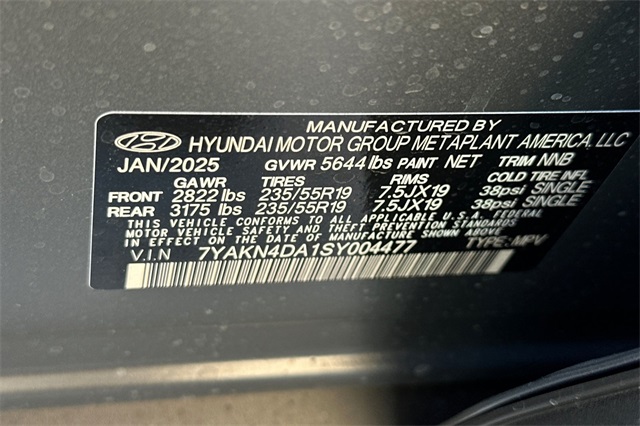 MANUFACTURED BY
HYUNDAI MOTOR GROUP METAPLANT AMERICA, LLC
JAN/2025 GVWR 5644 lbs PAINT NET TRIM NNB
GAWR TIRES RIMS COLD TIRE INFL
FRONT 2822 lbs 235/55R19 7.5JX19 38psi SINGLE
REAR 3175 lbs 235/55R19 7.5JX19 38psi SINGLE
THIS VEHICLE CONFORMS TO ALL APPLICABLE U.S.A. FEDERAL
MOTOR VEHICLE SAFETY AND THEFT PREVENTION STANDARDS
IN EFFECT ON THE DATE OF MANUFACTURE SHOWN ABOVE.
V.I.N 7YAKN4DA1SY004477 TYPE: MPV